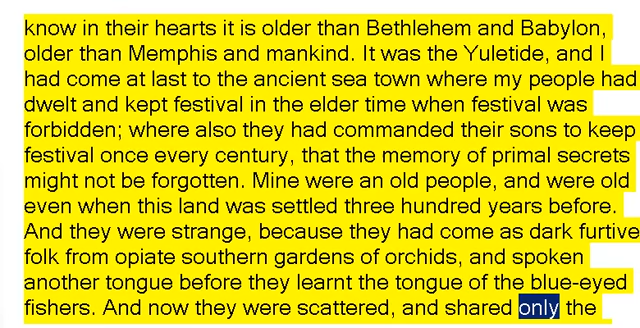 know in their hearts it is older than Bethlehem and Babylon,
older than Memphis and mankind. It was the Yuletide, and I
had come at last to the ancient sea town where my people had
dwelt and kept festival in the elder time when festival was
forbidden; where also they had commanded their sons to keep
festival once every century, that the memory of primal secrets
might not be forgotten. Mine were an old people, and were old
even when this land was settled three hundred years before.
And they were strange, because they had come as dark furtive
folk from opiate southern gardens of orchids, and spoken
another tongue before they learnt the tongue of the blue-eyed
fishers. And now they were scattered, and shared only the